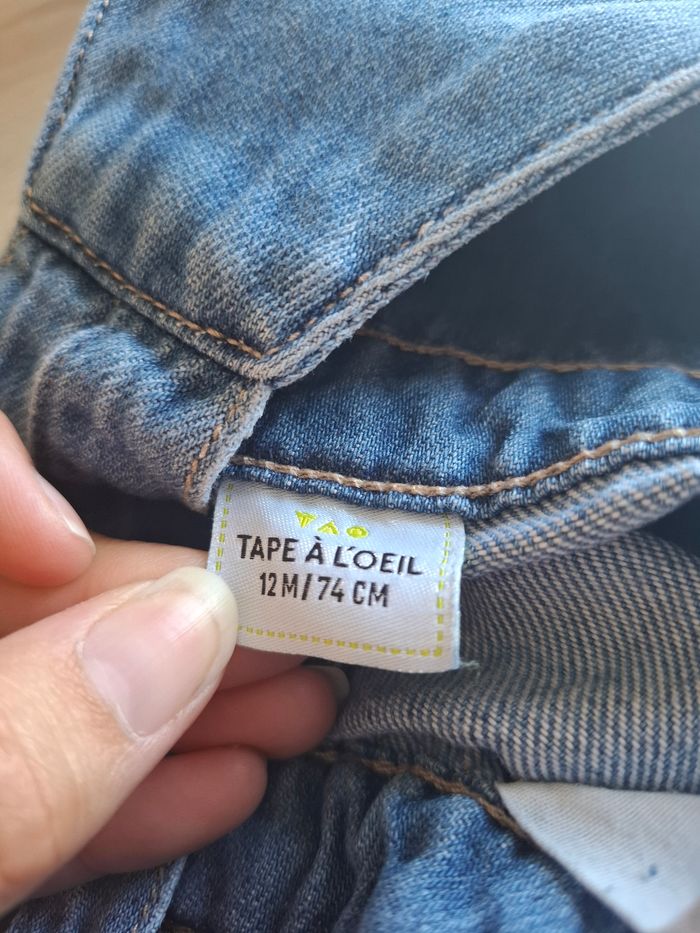 TAO
TAPE À L'OEIL
12M/74 CM